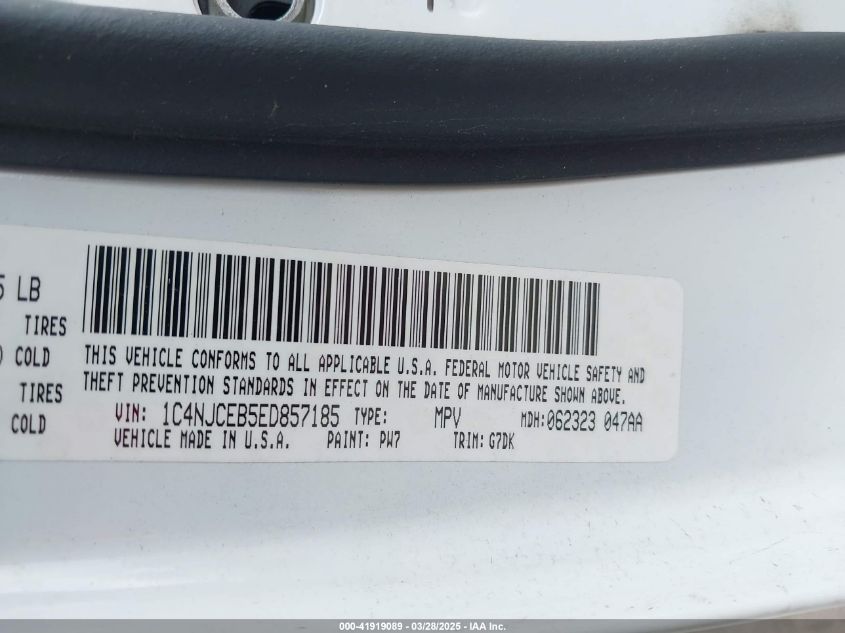 5 LB
TIRES
) COLD
TIRES
COLD
THIS VEHICLE CONFORMS TO ALL APPLICABLE U.S.A. FEDERAL MOTOR VEHICLE SAFETY AND
THEFT PREVENTION STANDARDS IN EFFECT ON THE DATE OF MANUFACTURE SHOWN ABOVE.
VIN: 1C4NJCEB5ED857185 TYPE: MPV MDH:062323 047AA
VEHICLE MADE IN U.S.A. PAINT: PW7 TRIM: G7DK
000-41919089 — 03/28/2025 - IAA Inc.